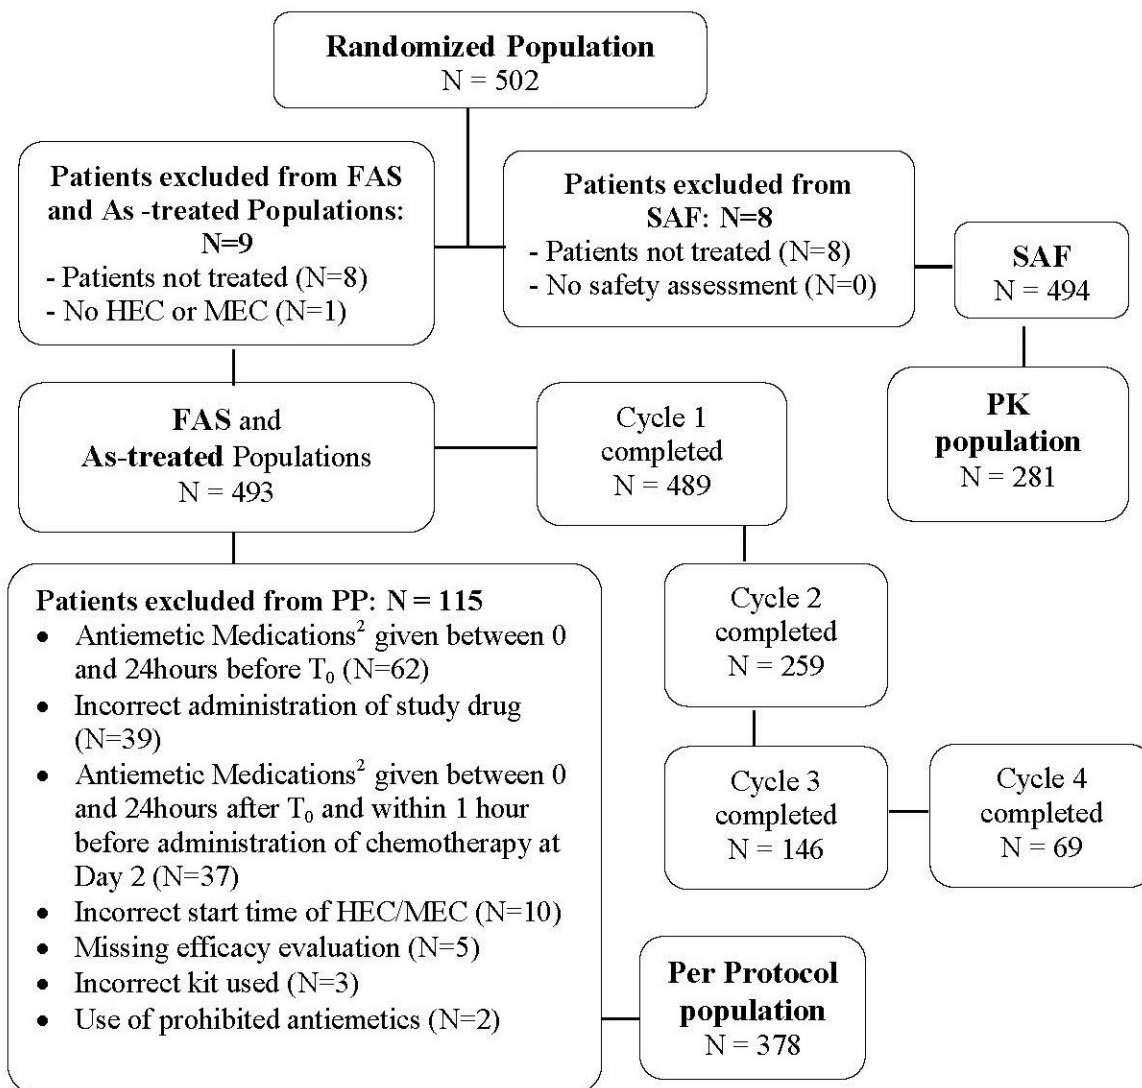 Randomized Population
N = 502
Patients excluded from FAS
and As -treated Populations:
N=9
- Patients not treated (N=8)
- No HEC or MEC (N=1)
Patients excluded from
SAF: N=8
- Patients not treated (N=8)
- No safety assessment (N=0)
SAF
N = 494
FAS and
As-treated Populations
N = 493
Cycle 1
completed
N = 489
PK
population
N = 281
Patients excluded from PP: N = 115
• Antiemetic Medications² given between 0
and 24hours before T₀ (N=62)
• Incorrect administration of study drug
(N=39)
• Antiemetic Medications² given between 0
and 24hours after T₀ and within 1 hour
before administration of chemotherapy at
Day 2 (N=37)
• Incorrect start time of HEC/MEC (N=10)
• Missing efficacy evaluation (N=5)
• Incorrect kit used (N=3)
• Use of prohibited antiemetics (N=2)
Cycle 2
completed
N = 259
Cycle 3
completed
N = 146
Cycle 4
completed
N = 69
Per Protocol
population
N = 378